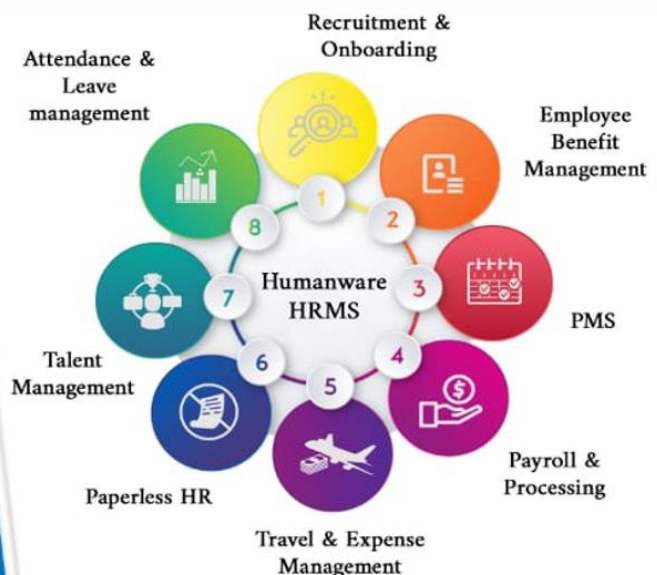 Recruitment &
Onboarding
Employee
Benefit
Management
PMS
Payroll &
Processing
Travel & Expense
Management
Paperless HR
Talent
Management
Attendance &
Leave
management
Humanware
HRMS
1
2
3
4
5
6
7
8
$